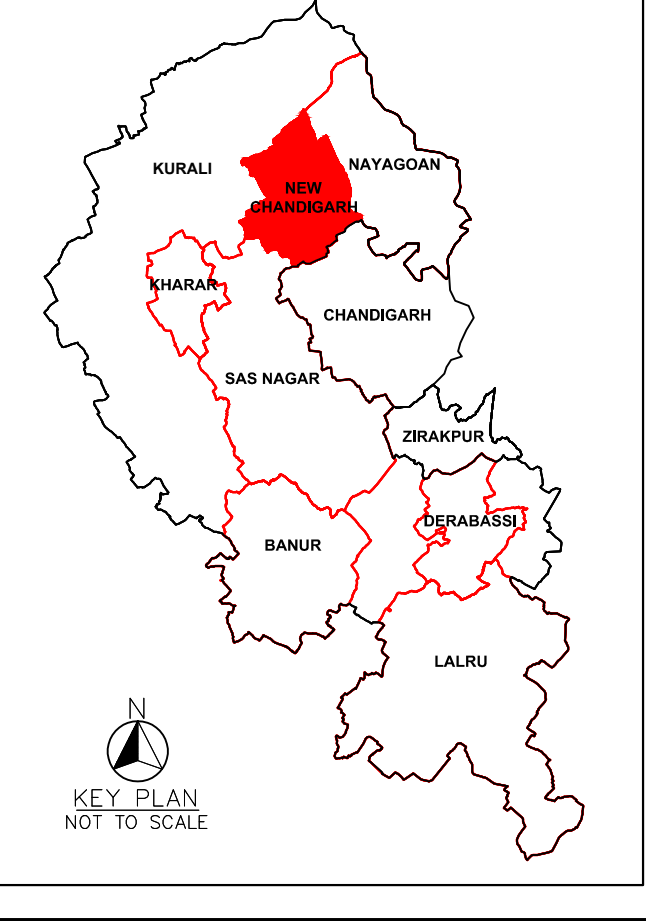 KURALI
NAYAGOAN
NEW
CHANDIGARH
KHARAR
CHANDIGARH
SAS NAGAR
ZIRAKPUR
DERABASSI
BANUR
LALRU
N
KEY PLAN
NOT TO SCALE